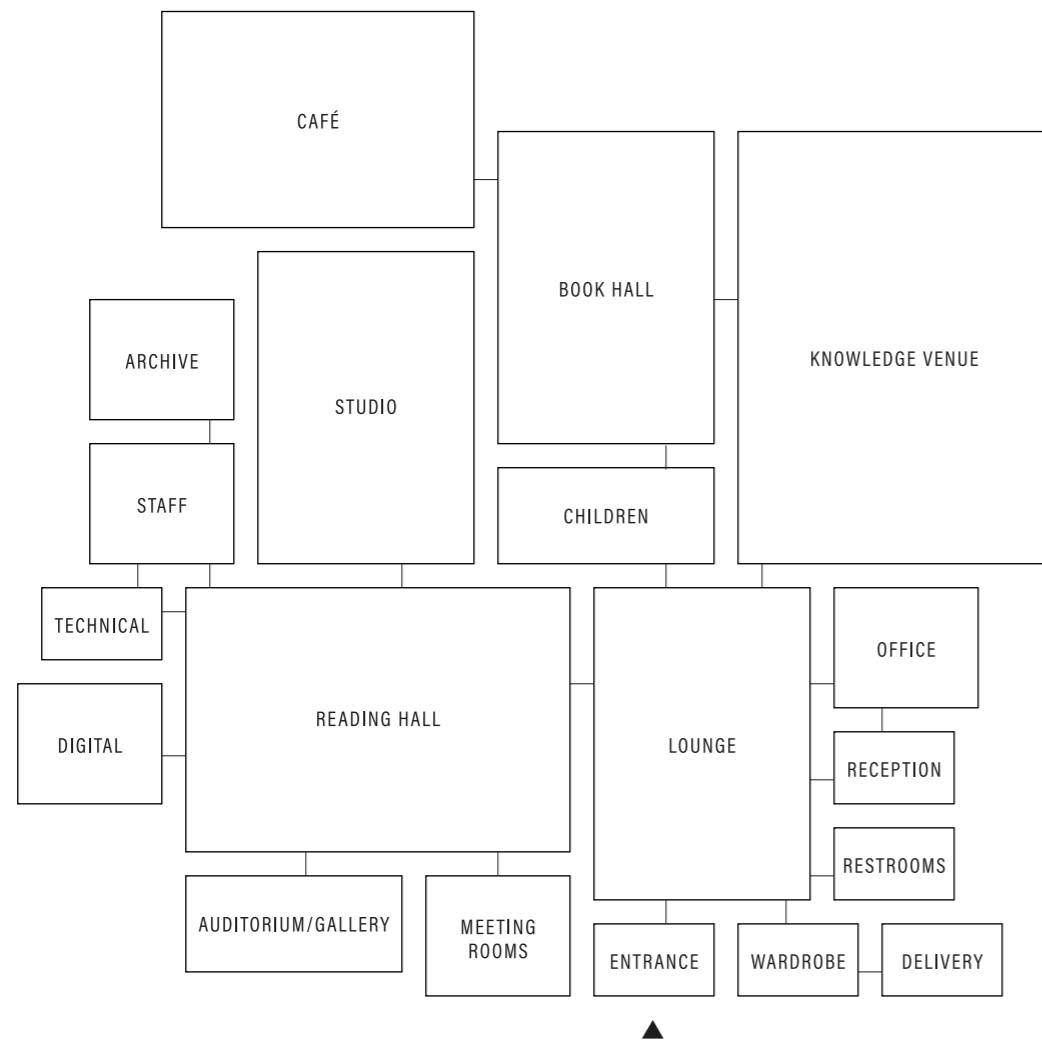 CAFÉ
BOOK HALL
KNOWLEDGE VENUE
ARCHIVE
STUDIO
STAFF
CHILDREN
TECHNICAL
OFFICE
DIGITAL
READING HALL
LOUNGE
RECEPTION
RESTROOMS
AUDITORIUM/GALLERY
MEETING
ROOMS
ENTRANCE
WARDROBE
DELIVERY